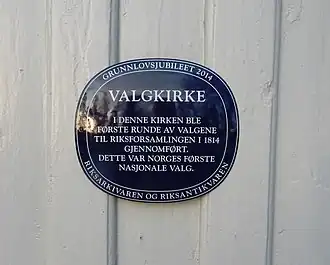 GRUNNLOVSJUBILEET 2014
VALGKIRKE
I DENNE KIRKEN BLE
FØRSTE RUNDE AV VALGENE
TIL RIKSFORSAMLINGEN I 1814
GJENNOMFØRT.
DETTE VAR NORGES FØRSTE
NASJONALE VALG.
RIKSARKIVAREN OG RIKSANTIKVAREN